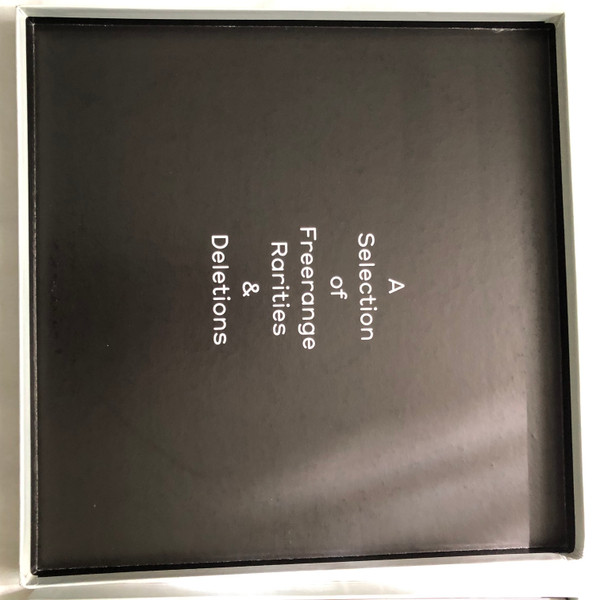 A
Selection
of
Freerange
Rarities
&
Deletions